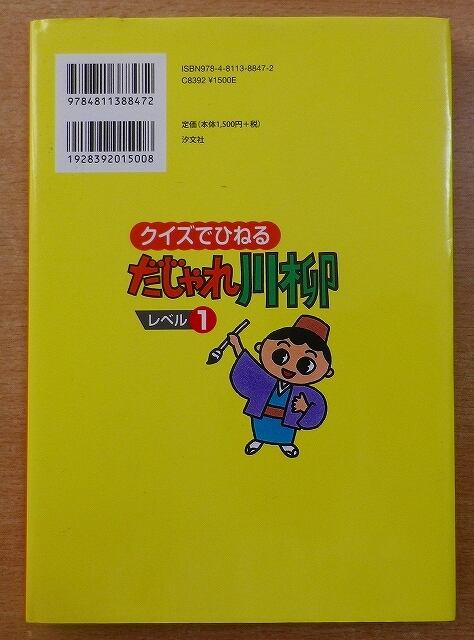 ISBN978-4-8113-8847-2
C8392 ¥1500E
9784811388472
定価(本体1,500円+税)
汐文社
1928392015008
クイズでひねる
だじゃれ川柳
レベル1